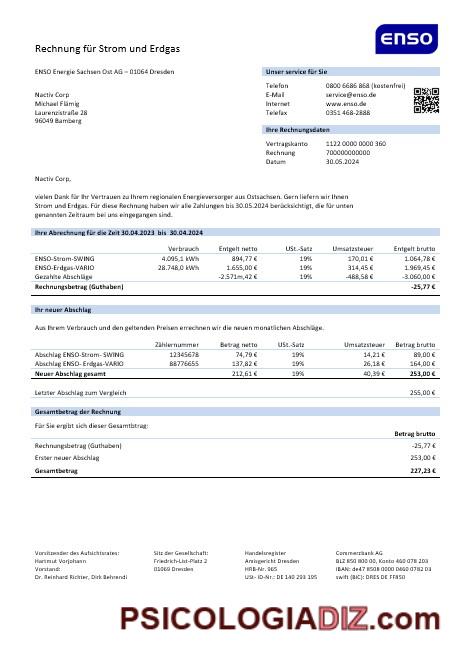 enso
Rechnung für Strom und Erdgas
ENSO Energie Sachsen Ost AG – 01064 Dresden
Nactiv Corp
Michael Flämig
Laurenzistraße 28
96049 Bamberg
Unser service für Sie
Telefon 0800 6686 868 (kostenfrei)
E-Mail service@enso.de
Internet www.enso.de
Telefax 0351 468-2888
Ihre Rechnungsdaten
Vertragskonto 1122 0000 0000 360
Rechnung 700000000000
Datum 30.05.2024
Nactiv Corp,
vielen Dank für Ihr Vertrauen zu Ihrem regionalen Energieversorger aus Ostsachsen. Gern liefern wir Ihnen
Strom und Erdgas. Für diese Rechnung haben wir alle Zahlungen bis 30.05.2024 berücksichtigt, die für unten
genannten Zeitraum bei uns eingegangen sind.
Ihre Abrechnung für die Zeit 30.04.2023 bis 30.04.2024
Verbrauch Entgelt netto USt.-Satz Umsatzsteuer Entgelt brutto
ENSO-Strom-SWING 4.095,1 kWh 894,77 € 19% 170,01 € 1.064,78 €
ENSO-Erdgas-VARIO 28.748,0 kWh 1.655,00 € 19% 314,45 € 1.969,45 €
Gezahlte Abschläge -2.571m,42 € 19% -488,58 € -3.060,00 €
Rechnungsbetrag (Guthaben) -25,77 €
Ihr neuer Abschlag
Aus Ihrem Verbrauch und den geltenden Preisen errechnen wir die neuen monatlichen Abschläge.
Zählernummer Betrag netto USt.-Satz Umsatzsteuer Betrag brutto
Abschlag ENSO-Strom- SWING 12345678 74,79 € 19% 14,21 € 89,00 €
Abschlag ENSO- Erdgas-VARIO 88776655 137,82 € 19% 26,18 € 164,00 €
Neuer Abschlag gesamt 212,61 € 19% 40,39 € 253,00 €
Letzter Abschlag zum Vergleich 255,00 €
Gesamtbetrag der Rechnung
Für Sie ergibt sich dieser Gesamtbtrag:
Betrag brutto
Rechnungsbetrag (Guthaben) -25,77 €
Erster neuer Abschlag 253,00 €
Gesamtbetrag 227,23 €
Vorsitzender des Aufsichtsrates:
Hartmut Vorjohann
Vorstand:
Dr. Reinhard Richter, Dirk Behrendi
Sitz der Gesellschaft:
Friedrich-List-Platz 2
01069 Dresden
Handelsregister
Amisgericht Dresden
HRB-Nr. 965
USt- ID-Nr.: DE 140 293 195
Commerzbank AG
BLZ 850 800 00, Konto 460 078 203
IBAN: de47 8508 0000 0460 0782 03
swift (BIC): DRES DE FF850
PSICOLOGIADIZ.com